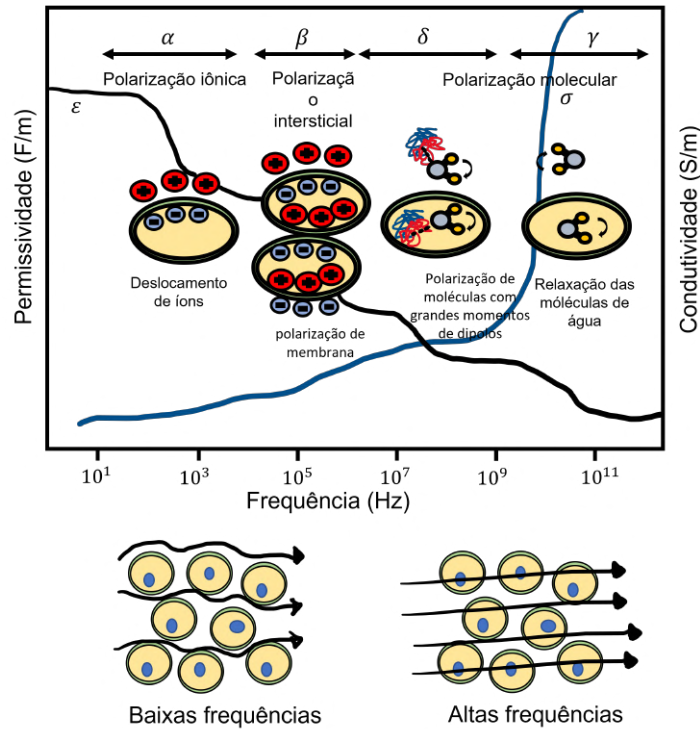 α β δ γ
Polarização iônica
Polarizaçã
o
intersticial
Polarização molecular
ε
σ
Permissividade (F/m)
Condutividade (S/m)
Deslocamento
de íons
polarização de
membrana
Polarização de
moléculas com
grandes momentos
de dipolos
Relaxação das
móléculas de
água
10¹ 10³ 10⁵ 10⁷ 10⁹ 10¹¹
Frequência (Hz)
Baixas frequências
Altas frequências